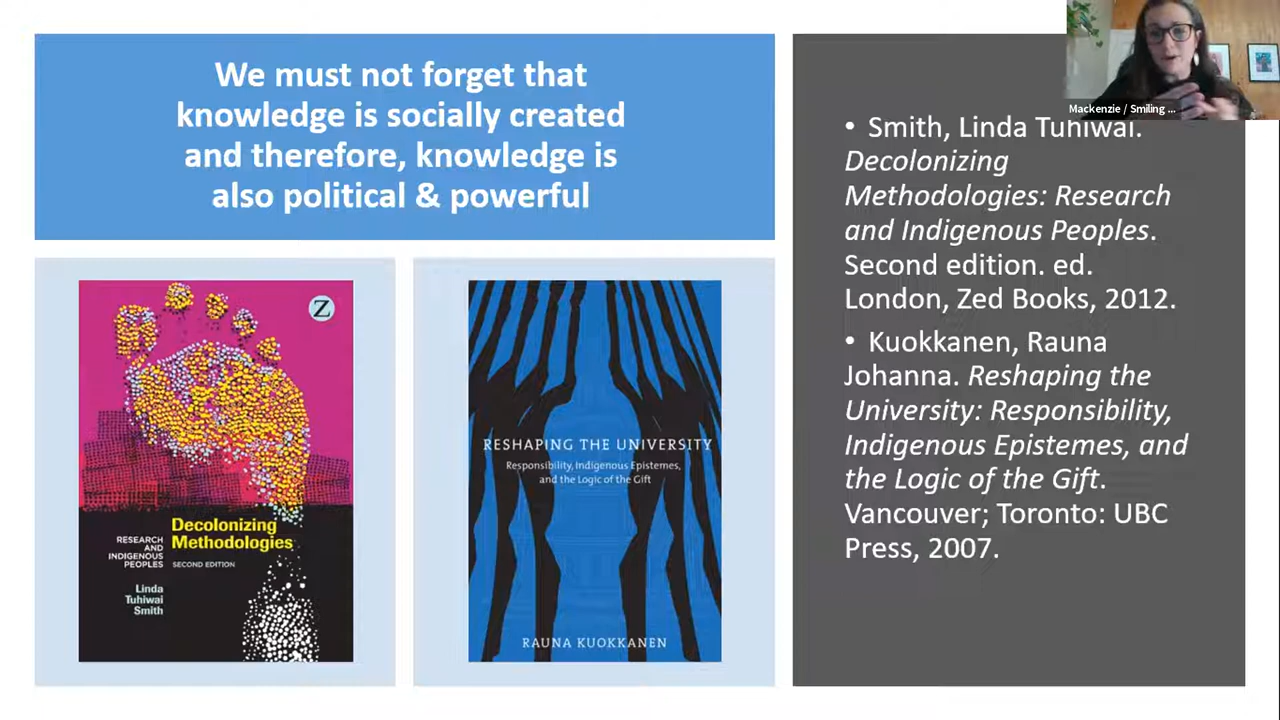 We must not forget that
knowledge is socially created
and therefore, knowledge is
also political & powerful
Z
Decolonizing
Methodologies
RESEARCH
AND
INDIGENOUS
PEOPLES
SECOND EDITION
Linda
Tuhiwai
Smith
RESHAPING THE UNIVERSITY
Responsibility, Indigenous Epistemes,
and the Logic of the Gift
RAUNA KUOKKANEN
Mackenzie / Smiling ...
• Smith, Linda Tuhiwai.
Decolonizing
Methodologies: Research
and Indigenous Peoples.
Second edition. ed.
London, Zed Books, 2012.
• Kuokkanen, Rauna
Johanna. Reshaping the
University: Responsibility,
Indigenous Epistemes, and
the Logic of the Gift.
Vancouver; Toronto: UBC
Press, 2007.